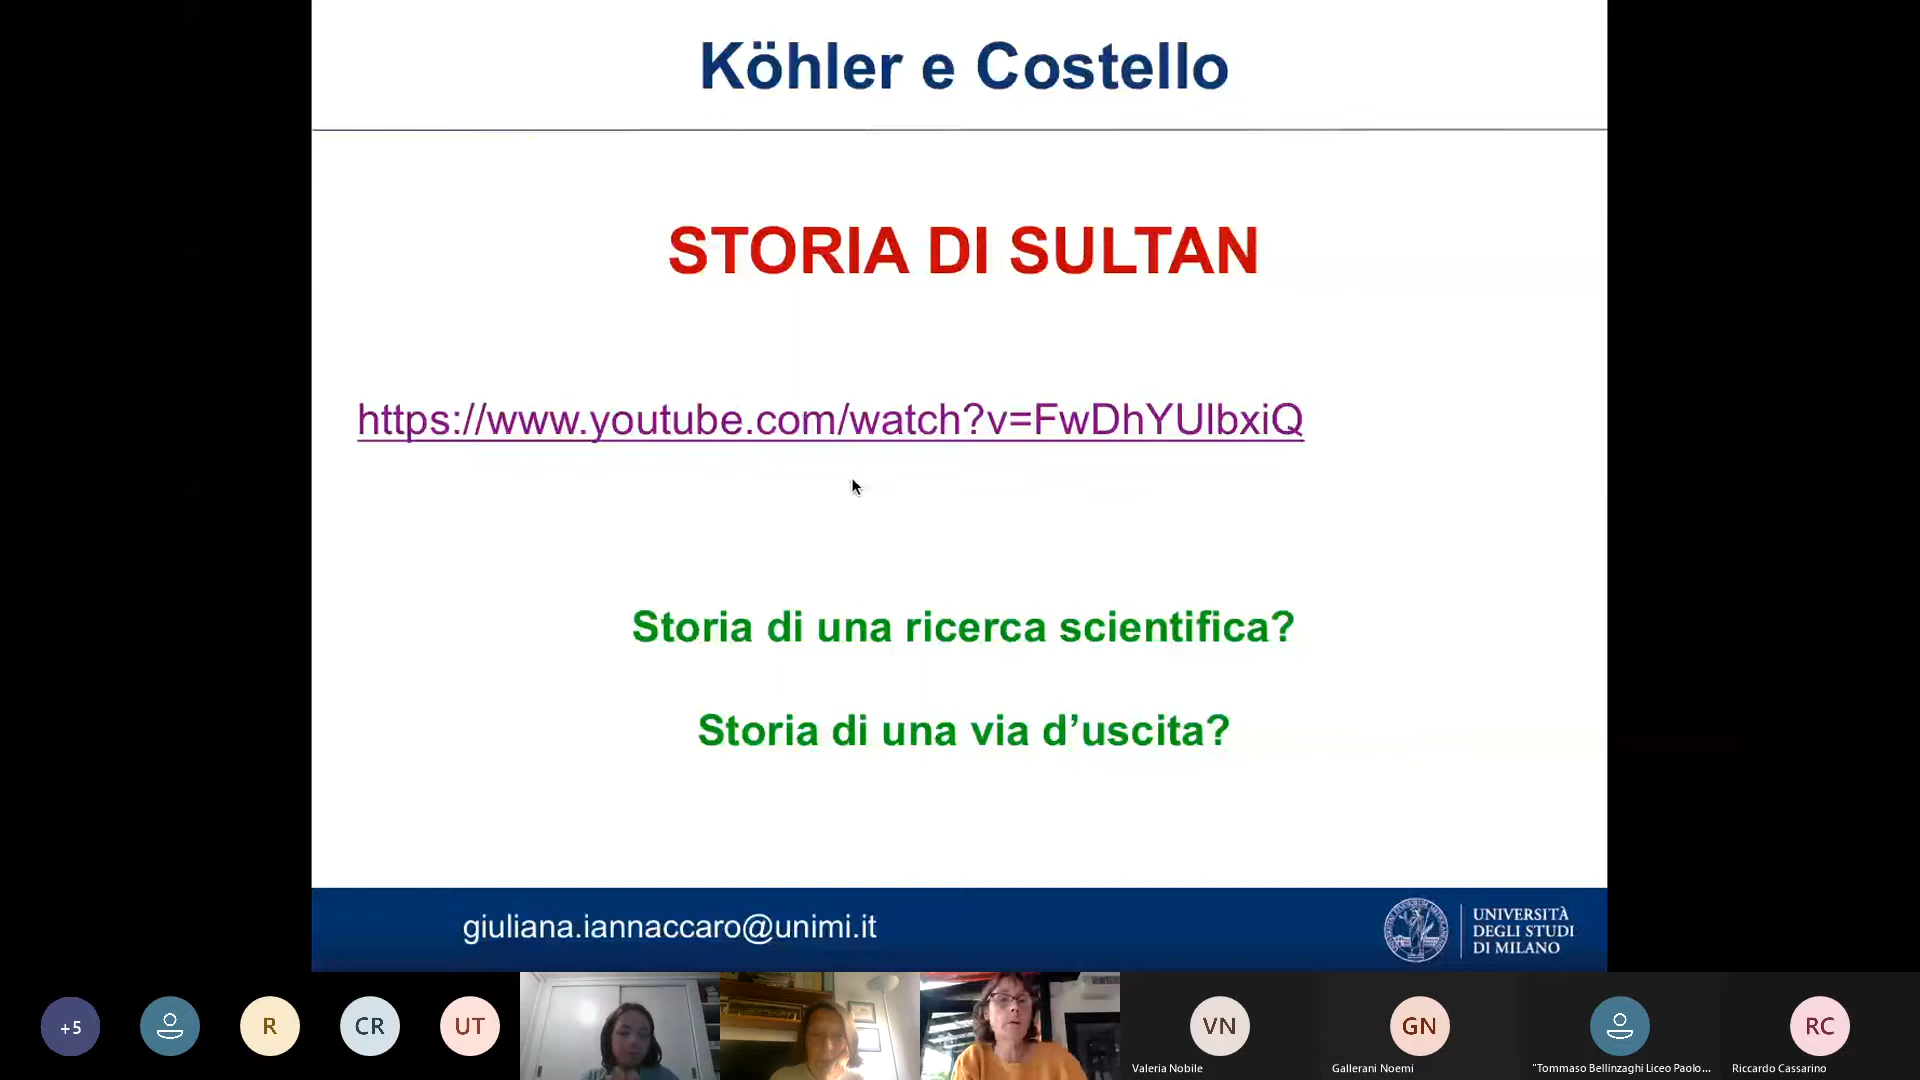 Köhler e Costello
STORIA DI SULTAN
https://www.youtube.com/watch?v=FwDhYUlbxiQ
Storia di una ricerca scientifica?
Storia di una via d’uscita?
giuliana.iannaccaro@unimi.it
UNIVERSITÀ
DEGLI STUDI
DI MILANO
+5
R
CR
UT
VN
GN
RC
Valeria Nobile
Gallerani Noemi
"Tommaso Bellinzaghi Liceo Paolo...
Riccardo Cassarino